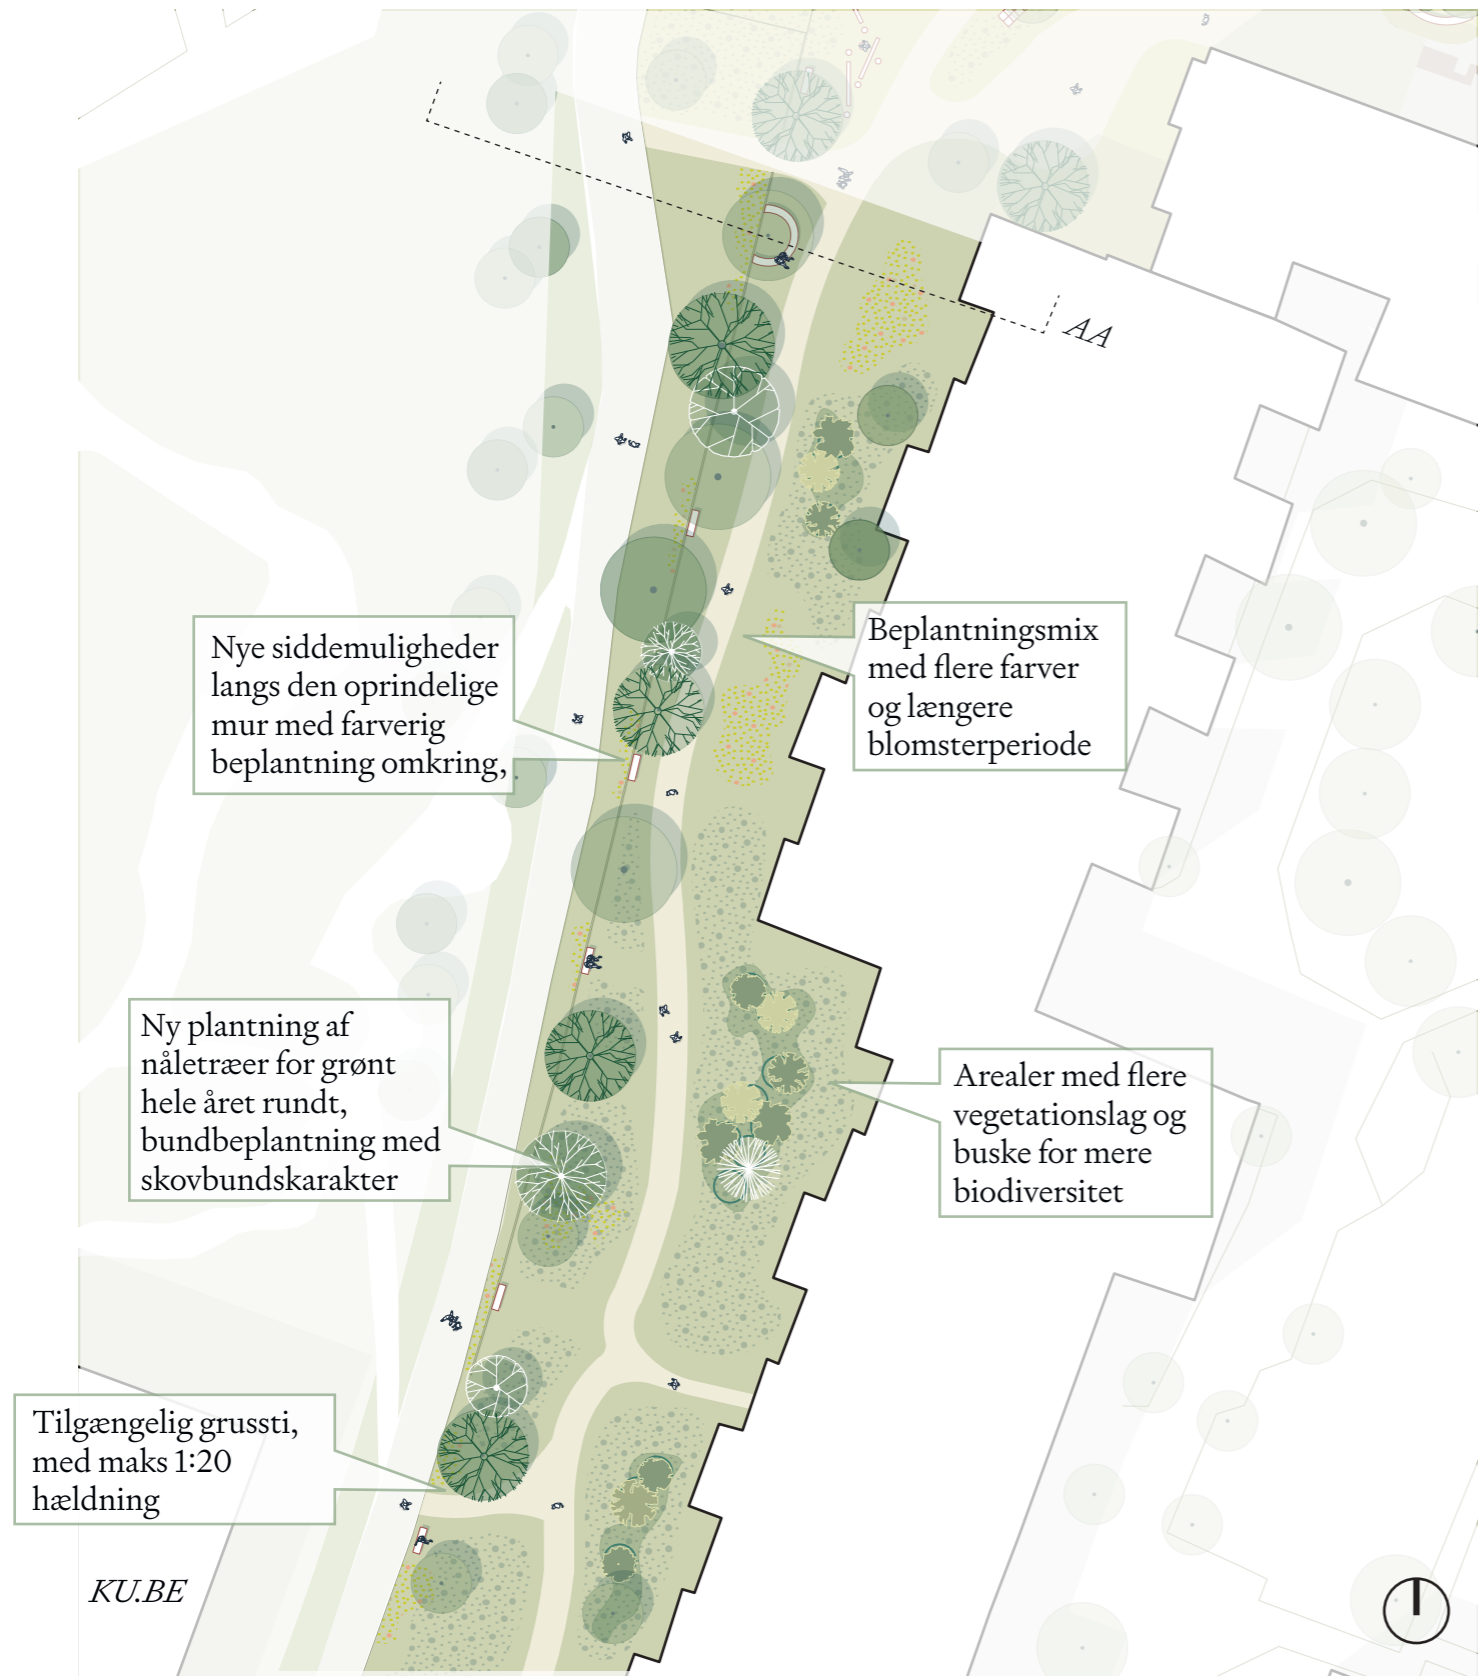 AA
Nye siddemuligheder
langs den oprindelige
mur med farverig
beplantning omkring,
Beplantningsmix
med flere farver
og længere
blomsterperiode
Ny plantning af
nåletræer for grønt
hele året rundt,
bundbeplantning med
skovbundskarakter
Arealer med flere
vegetationslag og
buske for mere
biodiversitet
Tilgængelig grussti,
med maks 1:20
hældning
KU.BE